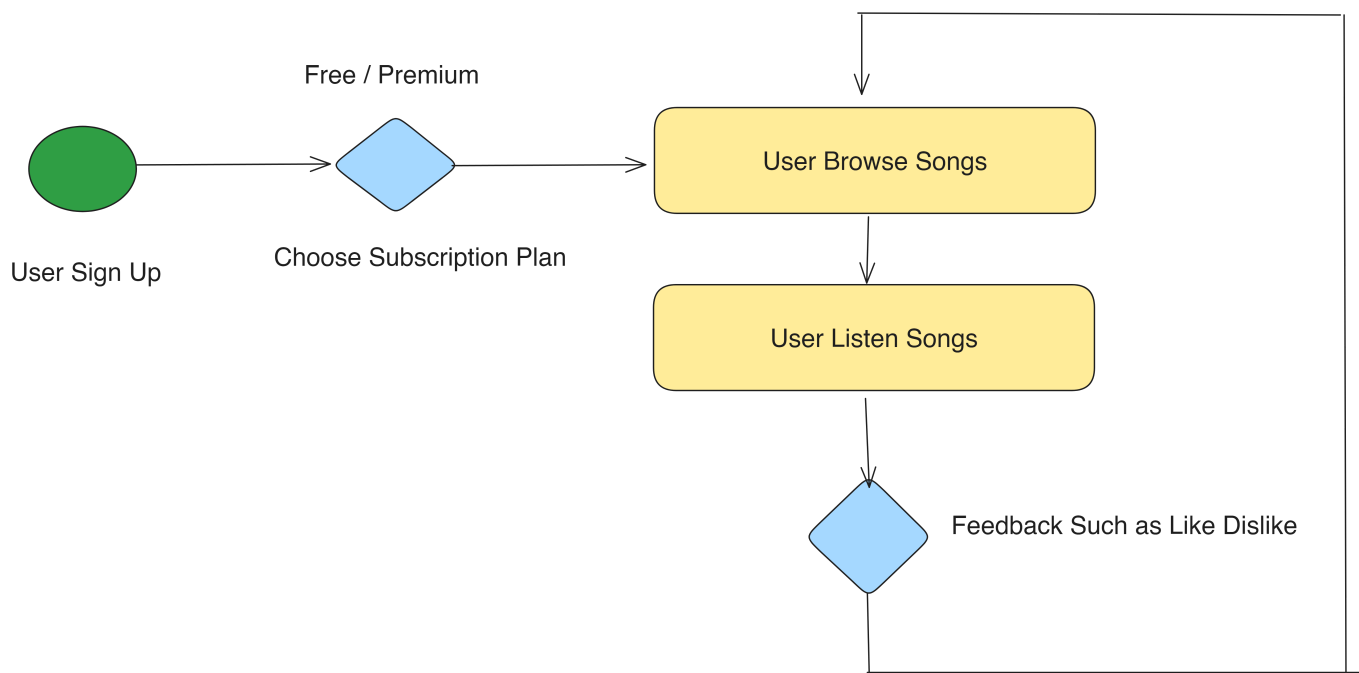 Free / Premium
User Browse Songs
Choose Subscription Plan
User Sign Up
User Listen Songs
Feedback Such as Like Dislike